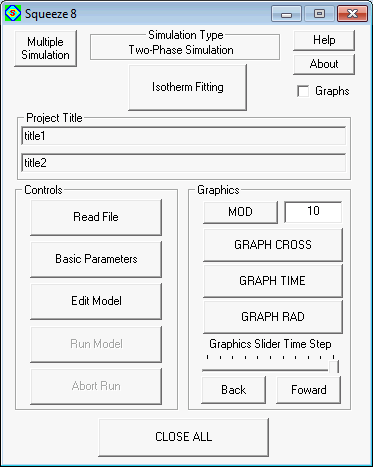 Squeeze 8
Multiple
Simulation
Simulation Type
Two-Phase Simulation
Help
About
Isotherm Fitting
Graphs
Project Title
title1
title2
Controls
Read File
Basic Parameters
Edit Model
Run Model
Abort Run
Graphics
MOD 10
GRAPH CROSS
GRAPH TIME
GRAPH RAD
Graphics Slider Time Step
Back Foward
CLOSE ALL